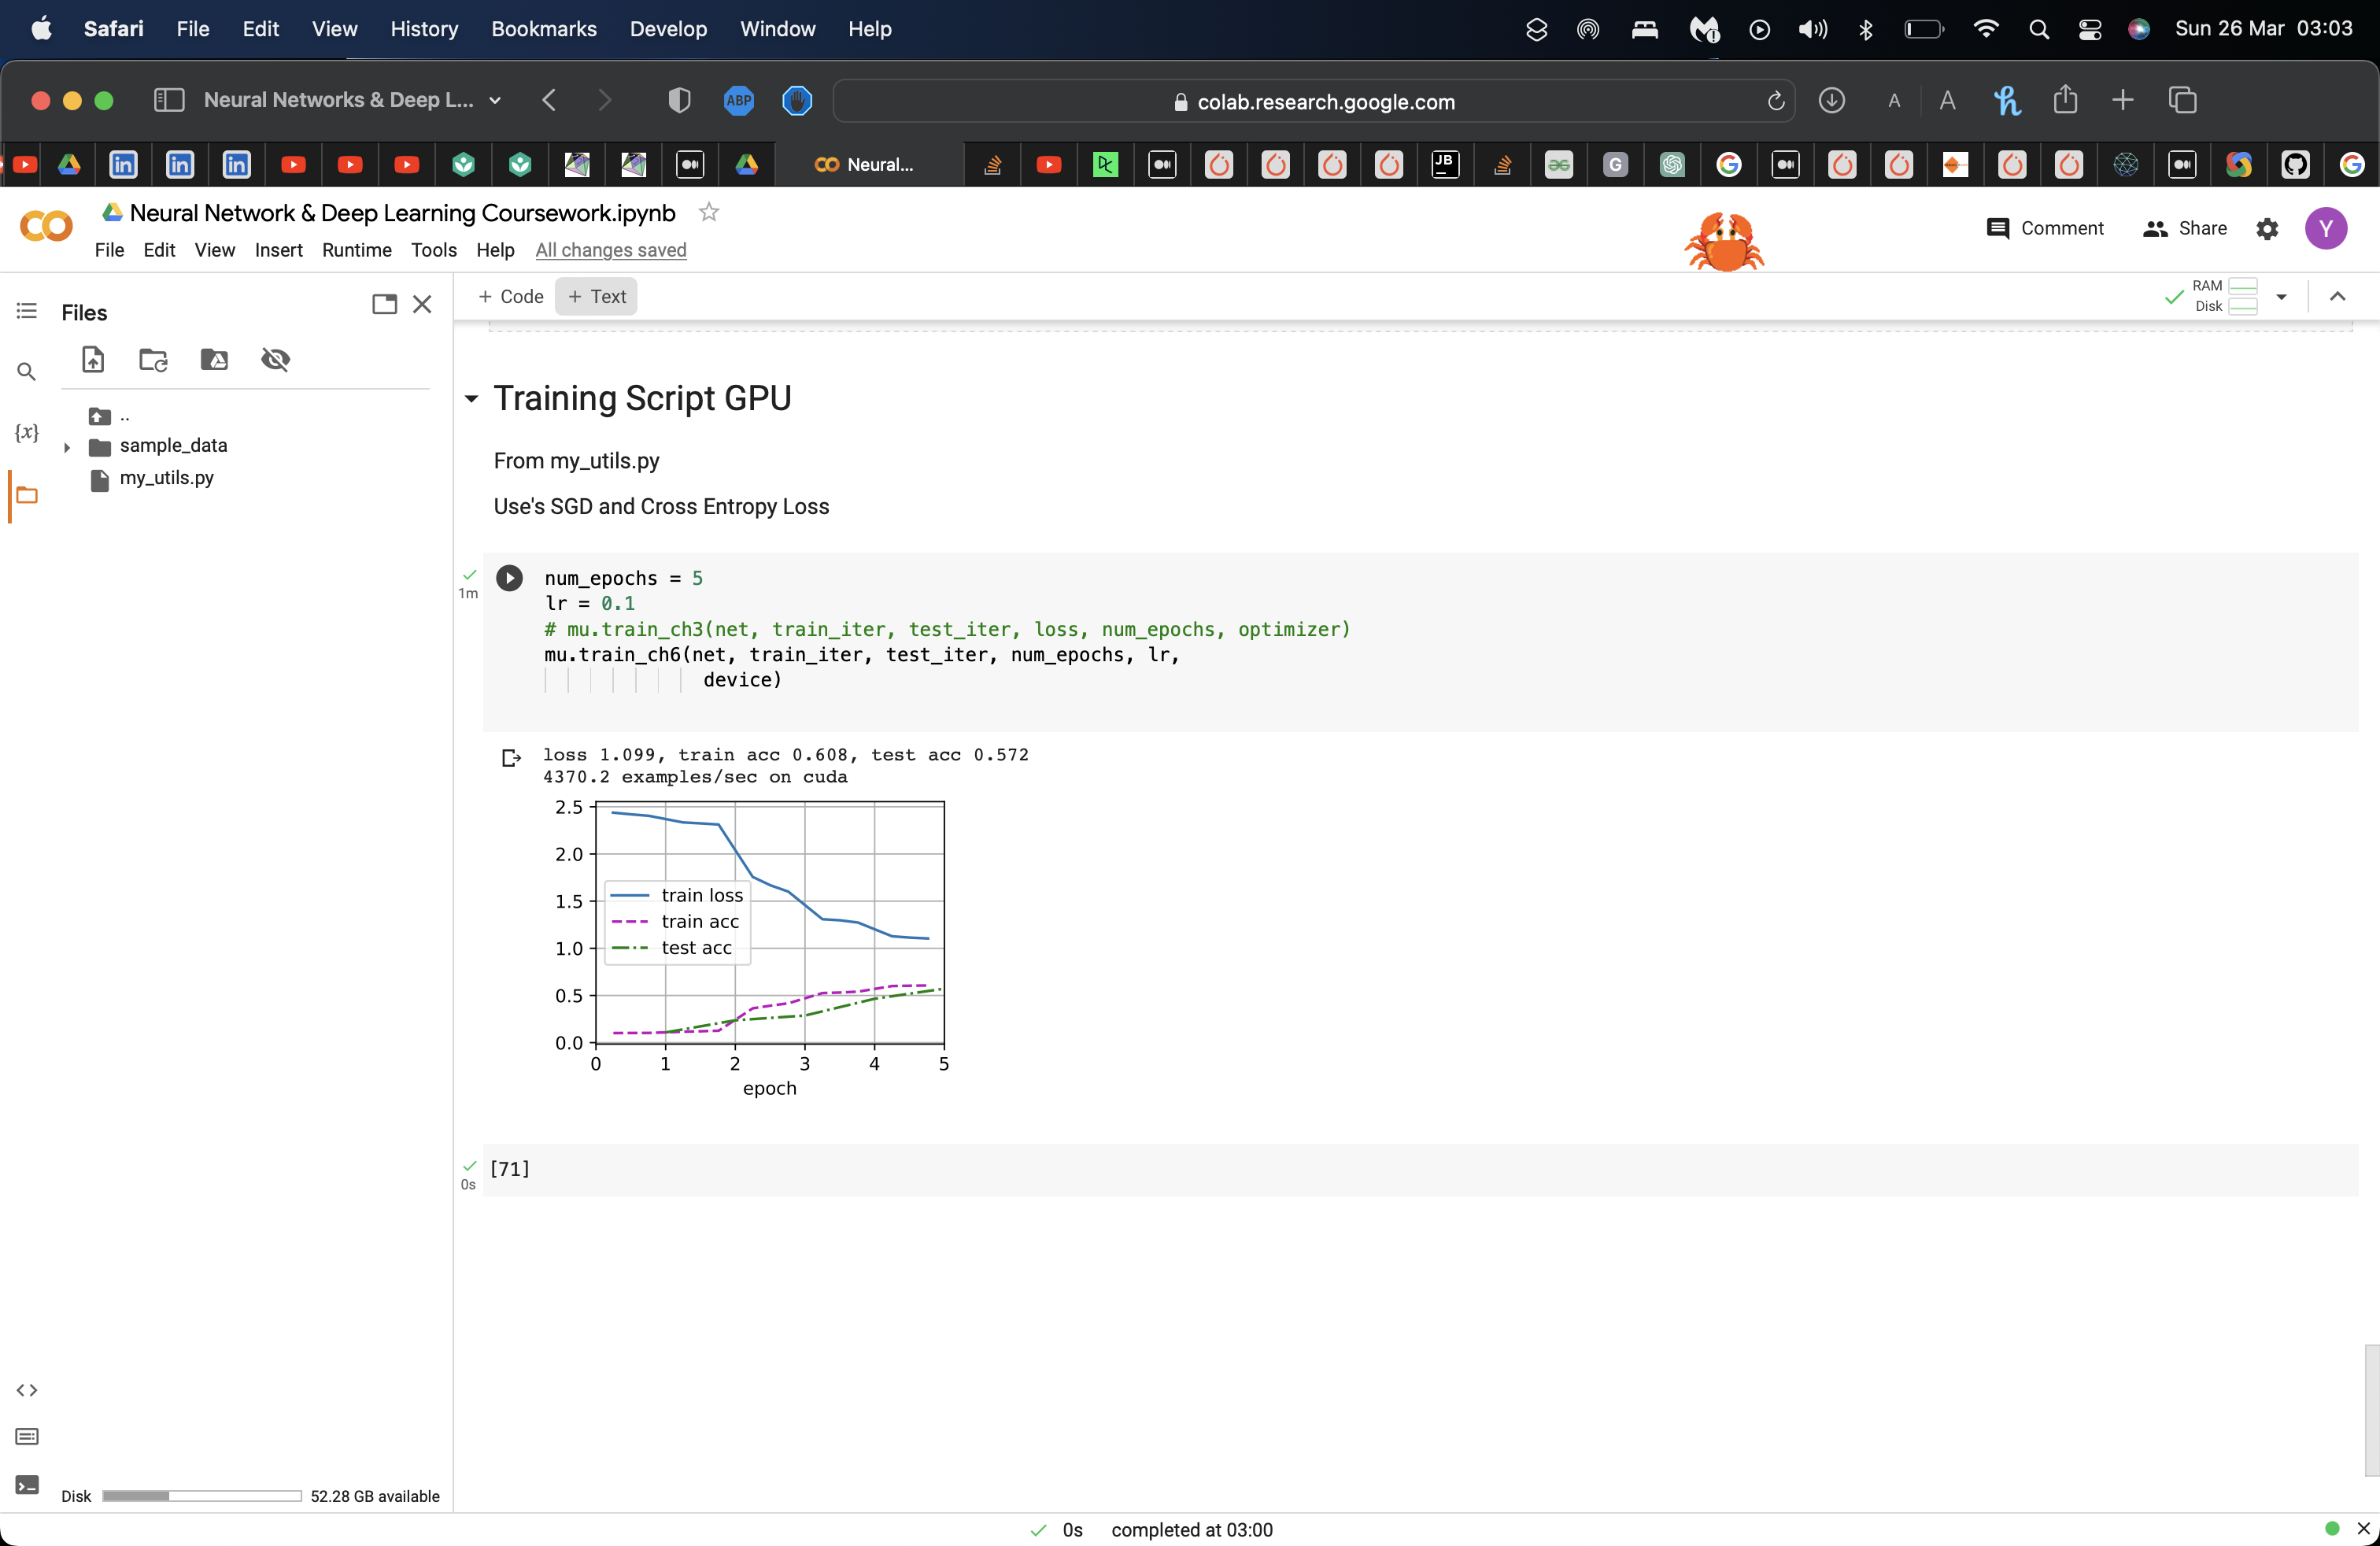 Safari File Edit View History Bookmarks Develop Window Help Sun 26 Mar 03:03
Neural Networks & Deep L... ABP colab.research.google.com A A
Neural... JB G
Neural Network & Deep Learning Coursework.ipynb
File Edit View Insert Runtime Tools Help All changes saved
Comment Share Y
Files
+ Code + Text
RAM
Disk
..
{x}
sample_data
my_utils.py
Training Script GPU
From my_utils.py
Use's SGD and Cross Entropy Loss
1m
num_epochs = 5
lr = 0.1
# mu.train_ch3(net, train_iter, test_iter, loss, num_epochs, optimizer)
mu.train_ch6(net, train_iter, test_iter, num_epochs, lr,
device)
loss 1.099, train acc 0.608, test acc 0.572
4370.2 examples/sec on cuda
2.5
2.0
1.5
1.0
0.5
0.0
train loss
train acc
test acc
0 1 2 3 4 5
epoch
[71]
0s
Disk 52.28 GB available
0s completed at 03:00